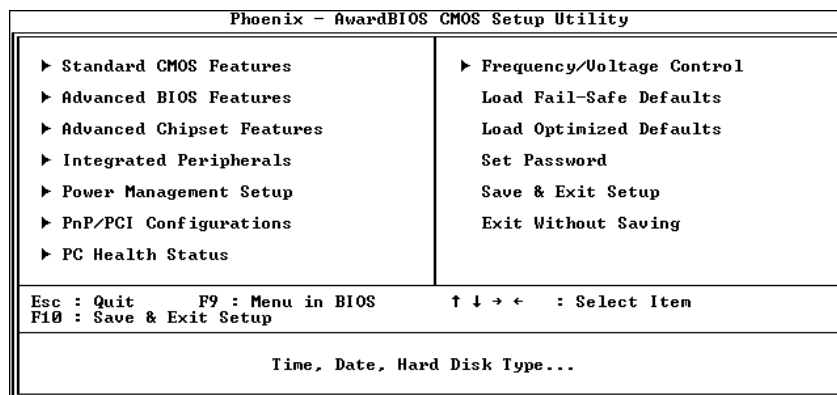 Phoenix - AwardBIOS CMOS Setup Utility
▶ Standard CMOS Features
▶ Advanced BIOS Features
▶ Advanced Chipset Features
▶ Integrated Peripherals
▶ Power Management Setup
▶ PnP/PCI Configurations
▶ PC Health Status
▶ Frequency/Voltage Control
Load Fail-Safe Defaults
Load Optimized Defaults
Set Password
Save & Exit Setup
Exit Without Saving
Esc : Quit F9 : Menu in BIOS ↑ ↓ → ← : Select Item
F10 : Save & Exit Setup
Time, Date, Hard Disk Type...